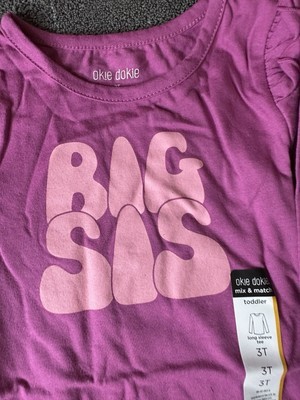 okie dokie
BIG
SIS
okie dokie
mix & match
toddler
long sleeve
tee
3T
3T
3T